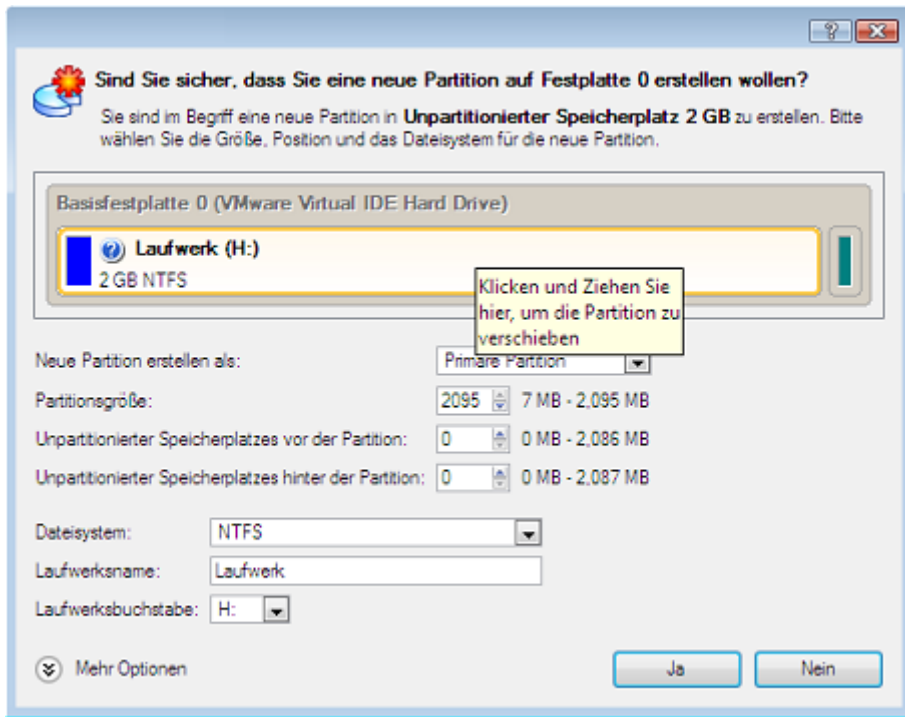 Sind Sie sicher, dass Sie eine neue Partition auf Festplatte 0 erstellen wollen?
Sie sind im Begriff eine neue Partition in Unpartitionierter Speicherplatz 2 GB zu erstellen. Bitte
wählen Sie die Größe, Position und das Dateisystem für die neue Partition.
Basisfestplatte 0 (VMware Virtual IDE Hard Drive)
Laufwerk (H:)
2 GB NTFS
Klicken und Ziehen Sie
hier, um die Partition zu
verschieben
Neue Partition erstellen als: Primäre Partition
Partitionsgröße: 2095 7 MB - 2,095 MB
Unpartitionierter Speicherplatzes vor der Partition: 0 0 MB - 2,086 MB
Unpartitionierter Speicherplatzes hinter der Partition: 0 0 MB - 2,087 MB
Dateisystem: NTFS
Laufwerksname: Laufwerk
Laufwerksbuchstabe: H:
Mehr Optionen Ja Nein